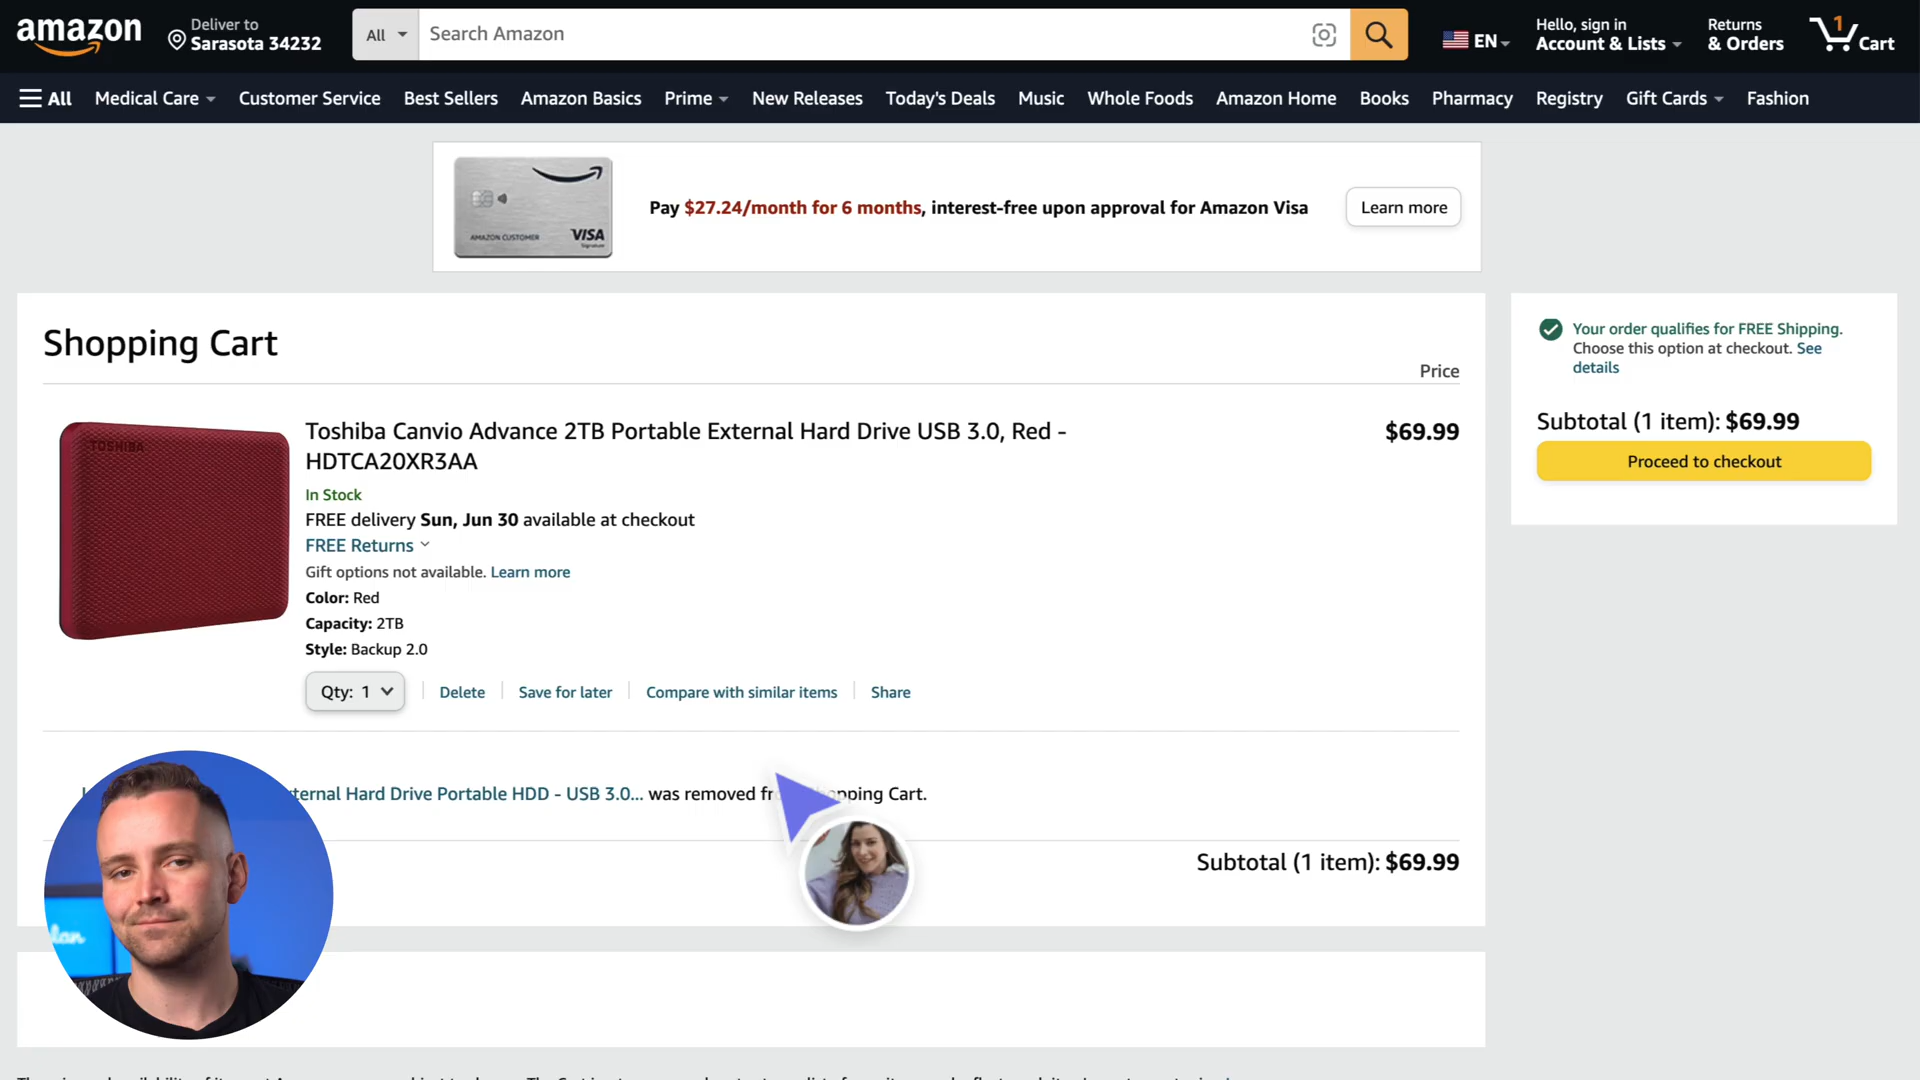 amazon
Deliver to
Sarasota 34232
All
Search Amazon
EN
Hello, sign in
Account & Lists
Returns
& Orders
1
Cart
All
Medical Care
Customer Service
Best Sellers
Amazon Basics
Prime
New Releases
Today's Deals
Music
Whole Foods
Amazon Home
Books
Pharmacy
Registry
Gift Cards
Fashion
AMAZON CUSTOMER
VISA
Signature
Pay $27.24/month for 6 months, interest-free upon approval for Amazon Visa
Learn more
Shopping Cart
Price
TOSHIBA
Toshiba Canvio Advance 2TB Portable External Hard Drive USB 3.0, Red -
HDTCA20XR3AA
$69.99
In Stock
FREE delivery Sun, Jun 30 available at checkout
FREE Returns
Gift options not available. Learn more
Color: Red
Capacity: 2TB
Style: Backup 2.0
Qty: 1
Delete
Save for later
Compare with similar items
Share
Hard Drive Portable HDD - USB 3.0... was removed Cart.
Subtotal (1 item): $69.99
Your order qualifies for FREE Shipping.
Choose this option at checkout. See
details
Subtotal (1 item): $69.99
Proceed to checkout